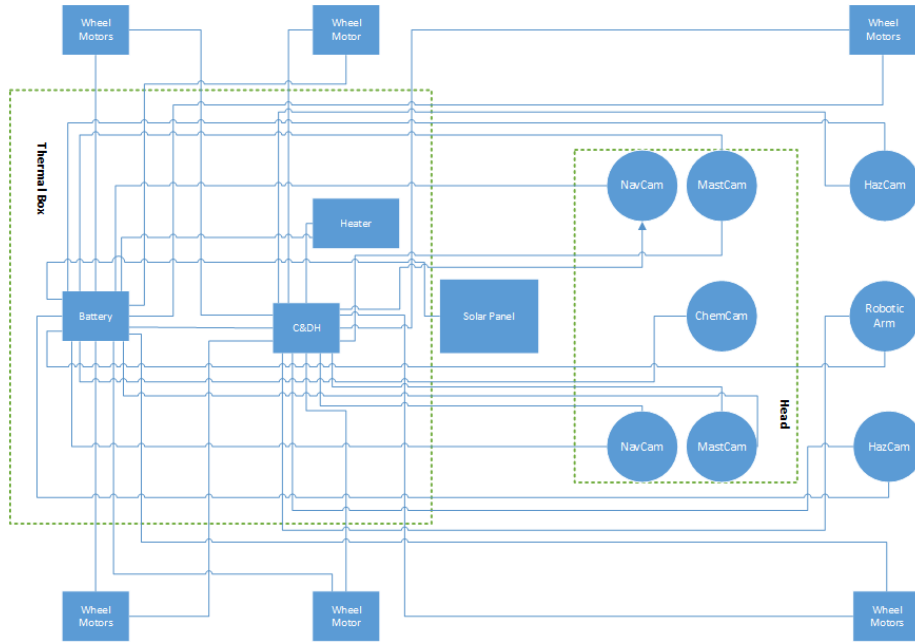 Wheel
Motors
Wheel
Motor
Wheel
Motors
Thermal Box
NavCam
MastCam
HazCam
Heater
Battery
C&DH
Solar Panel
ChemCam
Robotic
Arm
Head
NavCam
MastCam
HazCam
Wheel
Motors
Wheel
Motor
Wheel
Motors